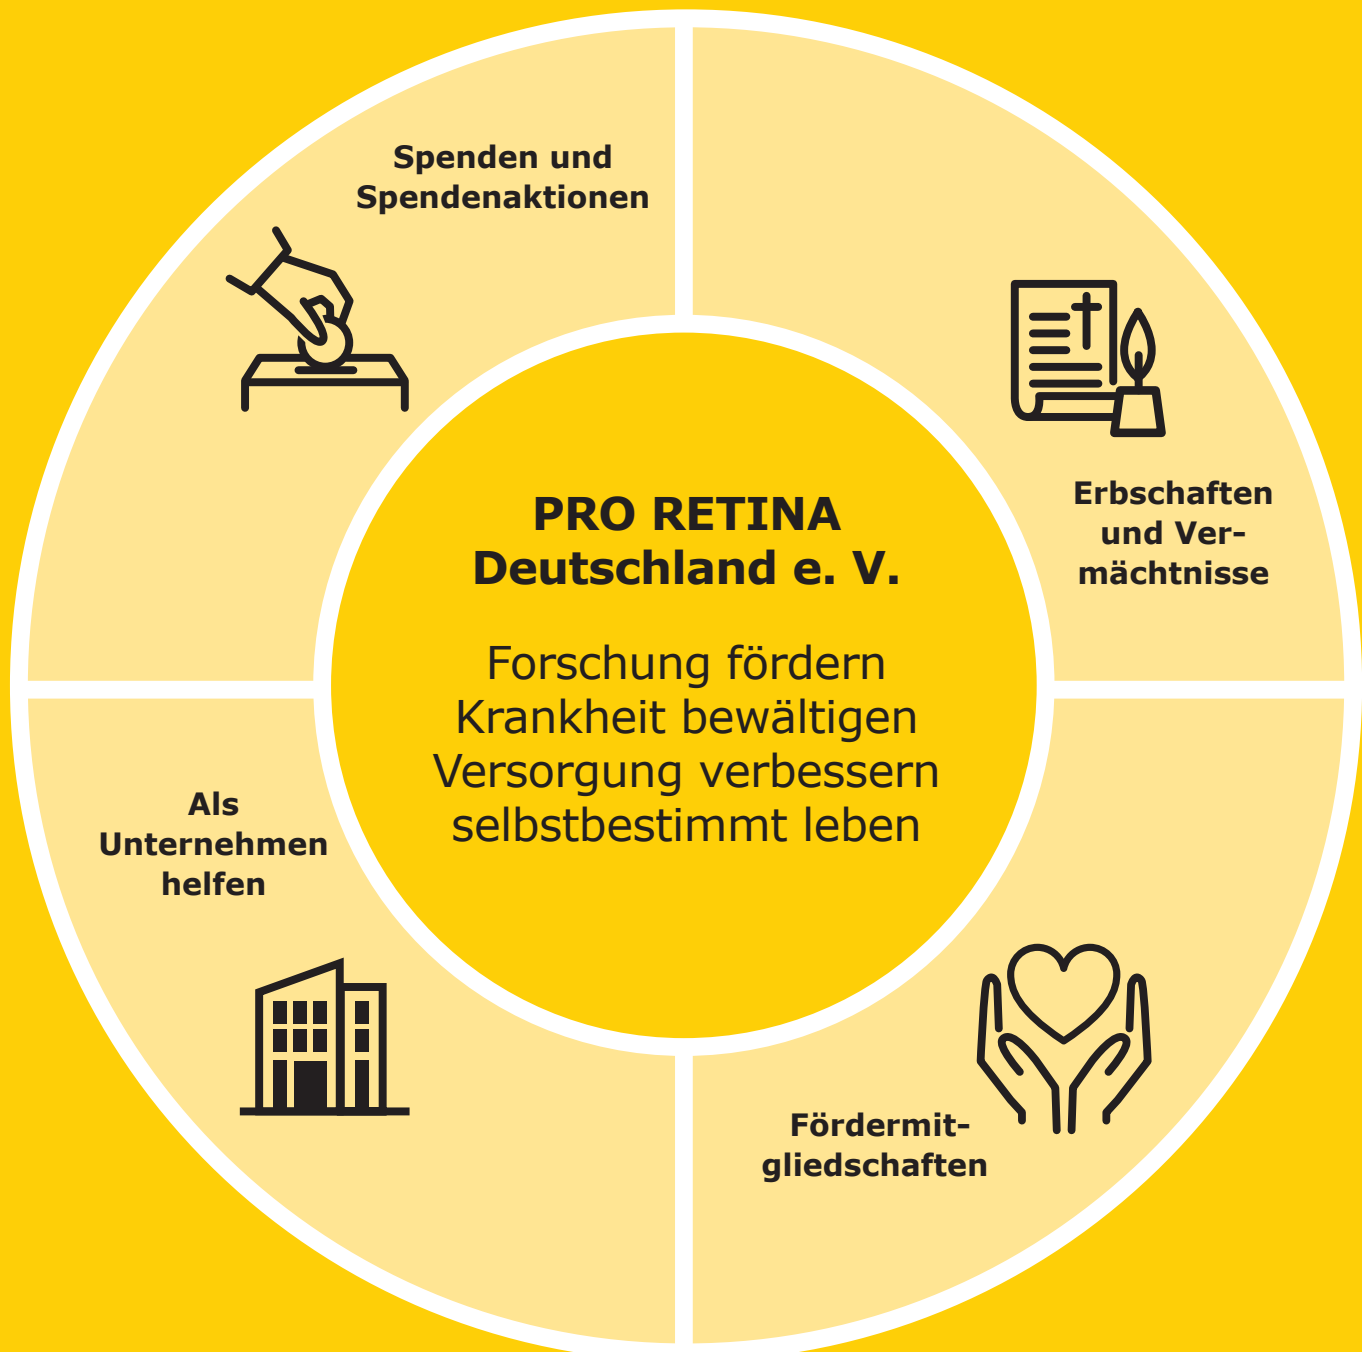 Spenden und
Spendenaktionen
Erbschaften
und Ver-
mächtnisse
PRO RETINA
Deutschland e. V.
Forschung fördern
Krankheit bewältigen
Versorgung verbessern
selbstbestimmt leben
Als
Unternehmen
helfen
Fördermit-
gliedschaften